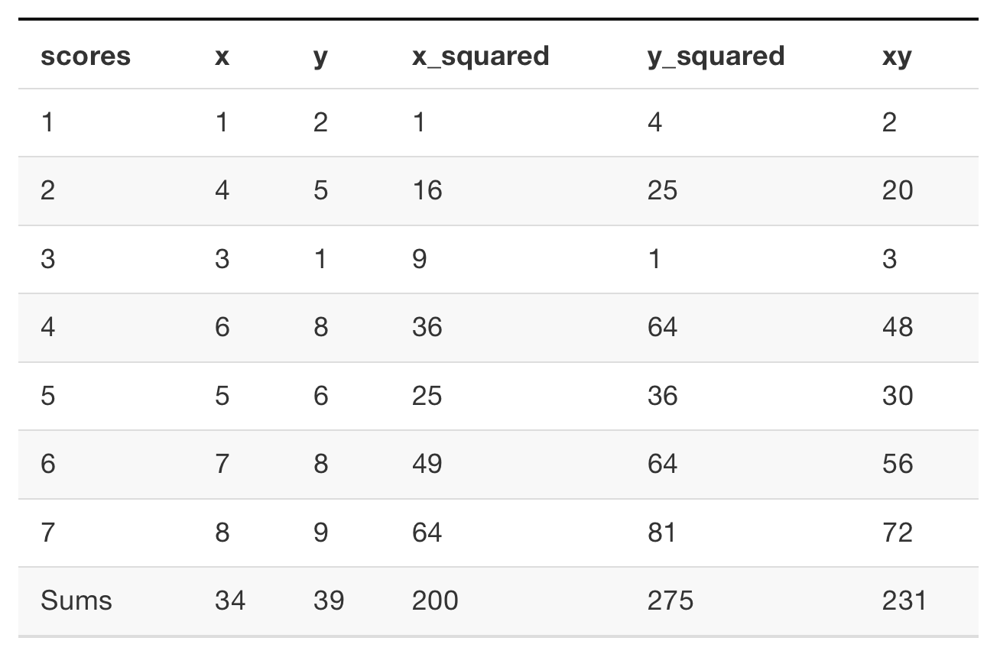 scores x y x_squared y_squared xy
1 1 2 1 4 2
2 4 5 16 25 20
3 3 1 9 1 3
4 6 8 36 64 48
5 5 6 25 36 30
6 7 8 49 64 56
7 8 9 64 81 72
Sums 34 39 200 275 231